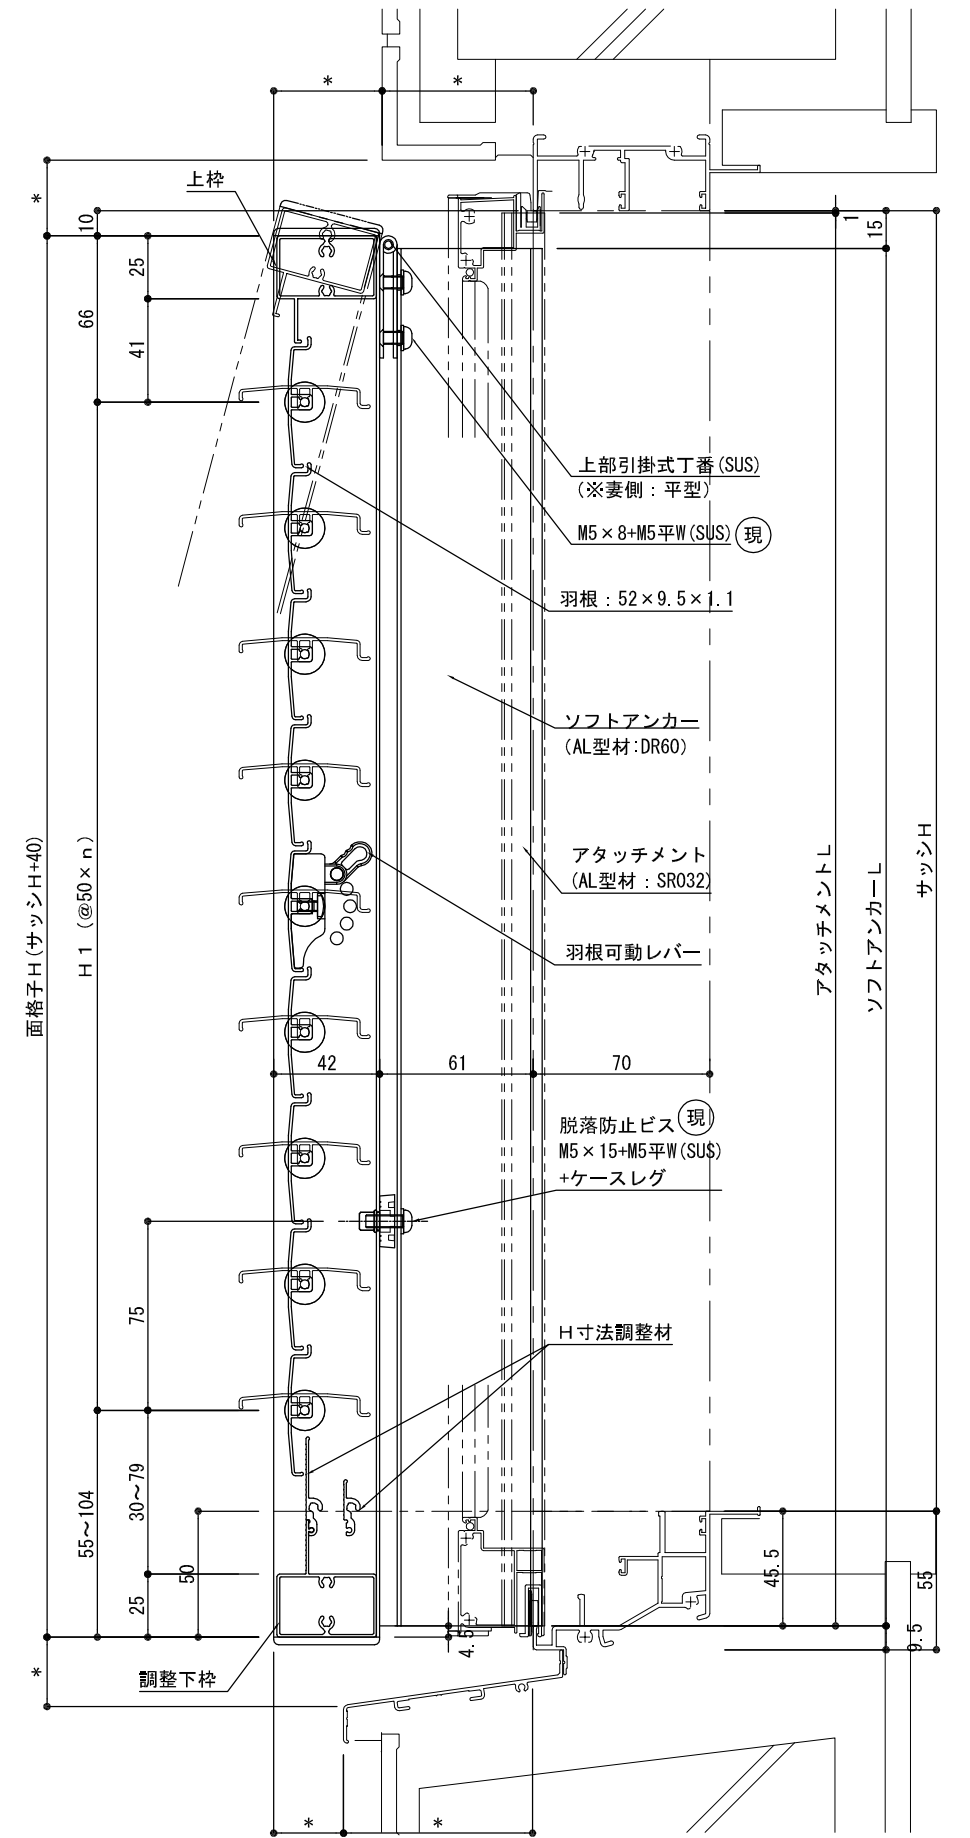 *
*
上枠
*
10
1
15
25
66
41
上部引掛式丁番(SUS)
(※妻側：平型)
M5×8+M5平W(SUS) 現
羽根：52×9.5×1.1
ソフトアンカー
(AL型材:DR60)
アタッチメント
(AL型材：SR032)
羽根可動レバー
面格子H(サッシH+40)
H1 (@50×n)
アタッチメントL
ソフトアンカーL
サッシH
42
61
70
脱落防止ビス 現
M5×15+M5平W(SUS)
+ケースレグ
75
H寸法調整材
30～79
55～104
50
25
45.5
55
9.5
4.5
*
調整下枠
*
*